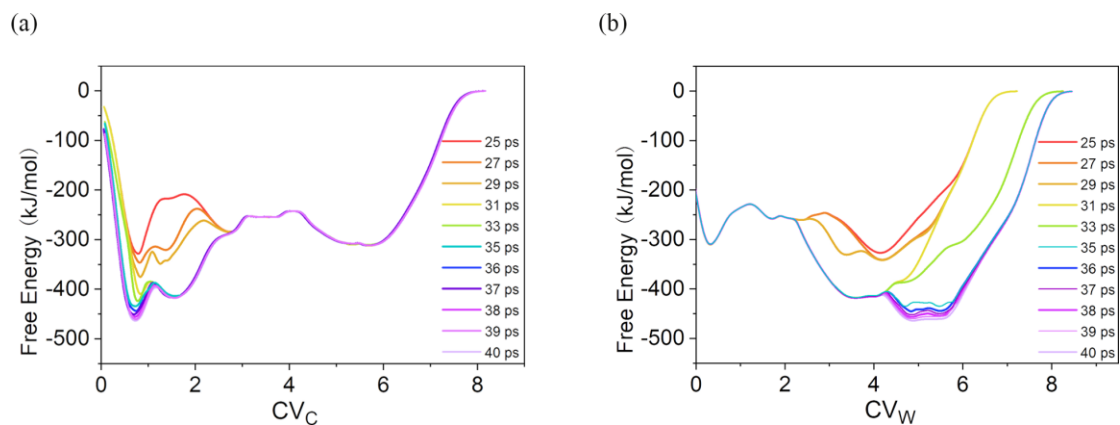 (a)
(b)
0
-100
-200
-300
-400
-500
Free Energy (kJ/mol)
0 2 4 6 8
CV_C
25 ps
27 ps
29 ps
31 ps
33 ps
35 ps
36 ps
37 ps
38 ps
39 ps
40 ps
0
-100
-200
-300
-400
-500
Free Energy (kJ/mol)
0 2 4 6 8
CV_W
25 ps
27 ps
29 ps
31 ps
33 ps
35 ps
36 ps
37 ps
38 ps
39 ps
40 ps